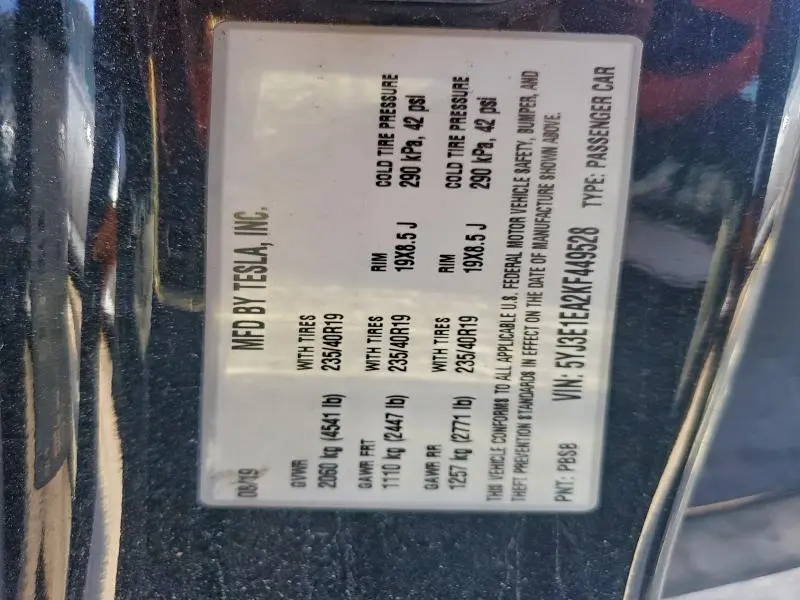 MFD BY TESLA, INC.
08/19
GVWR WITH TIRES
2060 kg (4541 lb) 235/40R19
GAWR FRT WITH TIRES RIM COLD TIRE PRESSURE
1110 kg (2447 lb) 235/40R19 19X8.5 J 290 kPa, 42 psi
GAWR RR WITH TIRES RIM COLD TIRE PRESSURE
1257 kg (2771 lb) 235/40R19 19X8.5 J 290 kPa, 42 psi
THIS VEHICLE CONFORMS TO ALL APPLICABLE U.S. FEDERAL MOTOR VEHICLE SAFETY, BUMPER, AND
THEFT PREVENTION STANDARDS IN EFFECT ON THE DATE OF MANUFACTURE SHOWN ABOVE.
PNT: PBSB VIN: 5YJ3E1EA2KF449528 TYPE: PASSENGER CAR